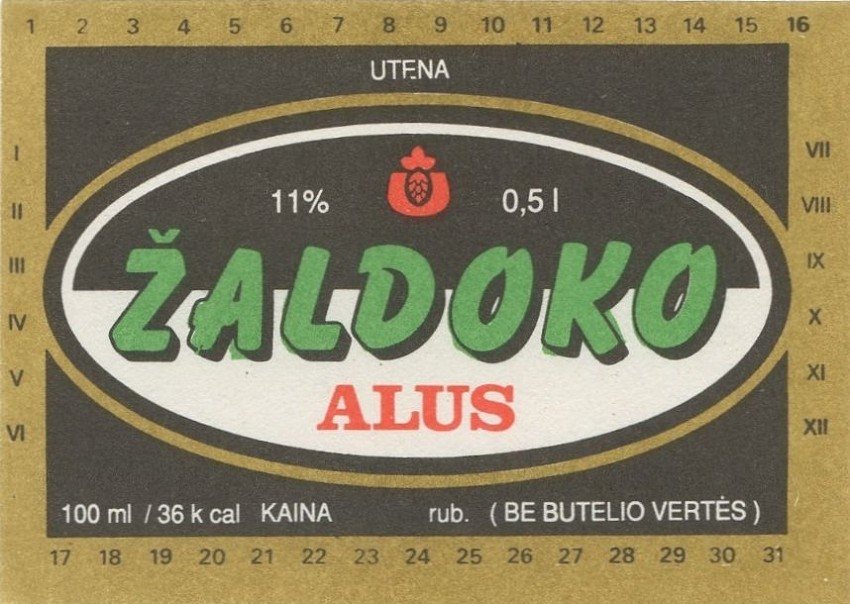 1 2 3 4 5 6 7 8 9 10 11 12 13 14 15 16
UTENA
I
II
III
IV
V
VI
VII
VIII
IX
X
XI
XII
11% 0,5 l
ŽALDOKO
ALUS
100 ml / 36 k cal KAINA rub. ( BE BUTELIO VERTĖS )
17 18 19 20 21 22 23 24 25 26 27 28 29 30 31